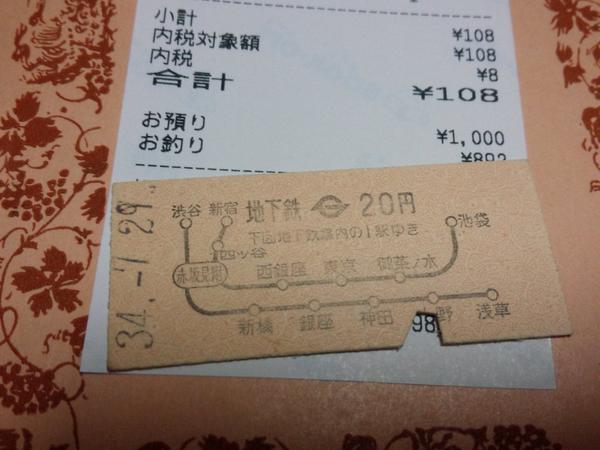 小計 ¥108
内税対象額 ¥108
内税 ¥8
合計 ¥108
お預り ¥1,000
お釣り ¥892
34.-7.29
地下鉄 20円
下図地下鉄線内の1駅ゆき
渋谷 新宿 池袋
四ッ谷
赤坂見附 西銀座 東京 御茶ノ水
新橋 銀座 神田 上野 浅草
98